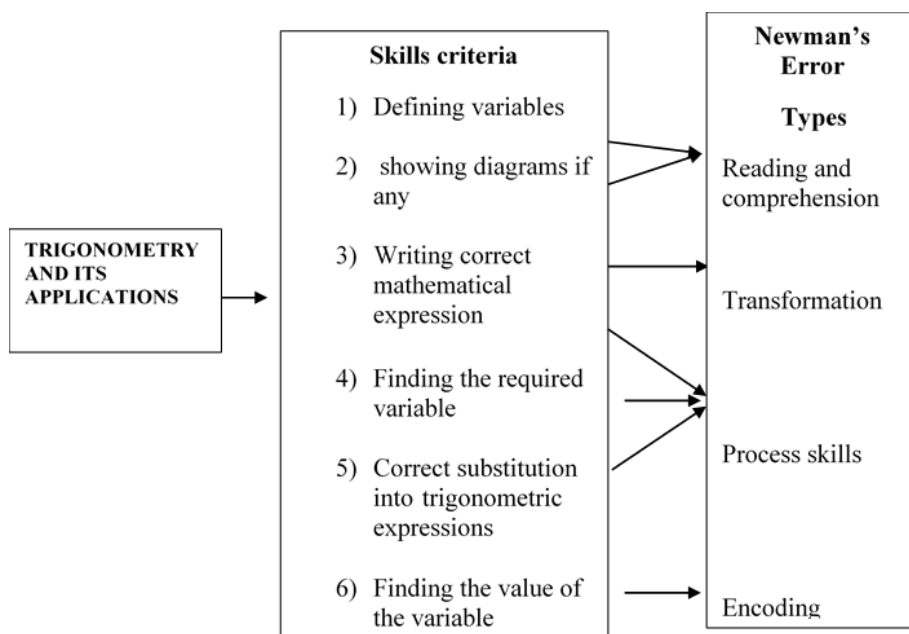 TRIGONOMETRY
AND ITS
APPLICATIONS
Skills criteria
1) Defining variables
2) showing diagrams if
any
3) Writing correct
mathematical
expression
4) Finding the required
variable
5) Correct substitution
into trigonometric
expressions
6) Finding the value of
the variable
Newman’s
Error
Types
Reading and
comprehension
Transformation
Process skills
Encoding